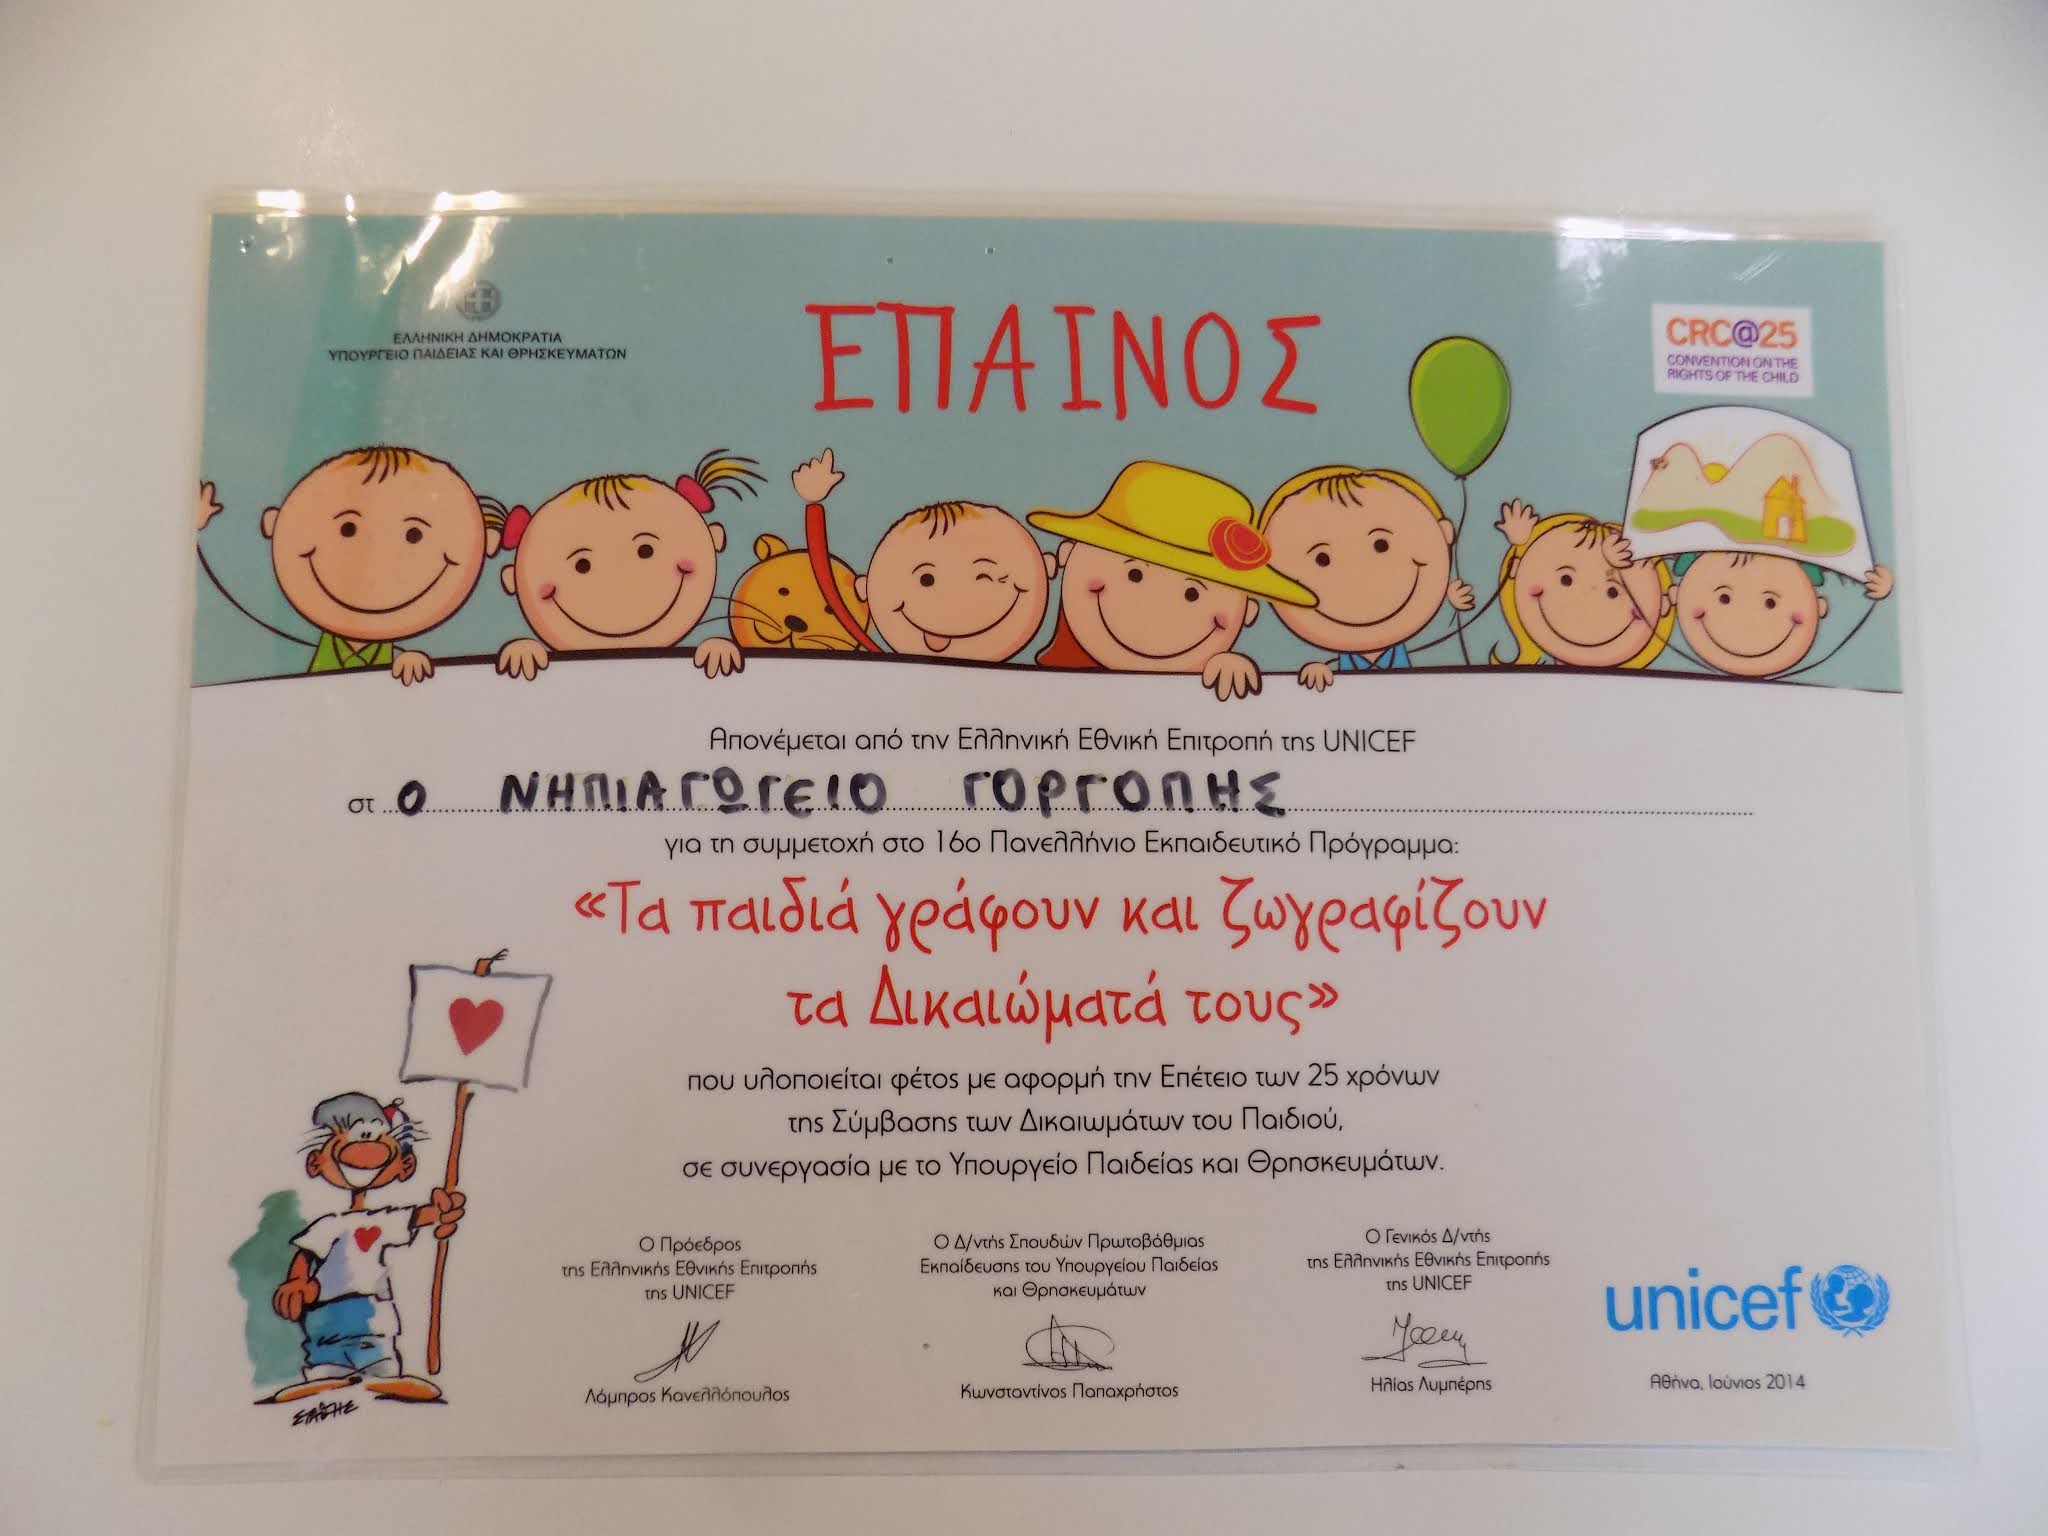 ΕΛΛΗΝΙΚΗ ΔΗΜΟΚΡΑΤΙΑ
ΥΠΟΥΡΓΕΙΟ ΠΑΙΔΕΙΑΣ ΚΑΙ ΘΡΗΣΚΕΥΜΑΤΩΝ
ΕΠΑΙΝΟΣ
CRC@25
CONVENTION ON THE
RIGHTS OF THE CHILD
Απονέμεται από την Ελληνική Εθνική Επιτροπή της UNICEF
στ Ο ΝΗΠΙΑΓΩΓΕΙΟ ΓΟΡΓΟΠΗΣ
για τη συμμετοχή στο 16ο Πανελλήνιο Εκπαιδευτικό Πρόγραμμα:
«Τα παιδιά γράφουν και ζωγραφίζουν
τα Δικαιώματά τους»
που υλοποιείται φέτος με αφορμή την Επέτειο των 25 χρόνων
της Σύμβασης των Δικαιωμάτων του Παιδιού,
σε συνεργασία με το Υπουργείο Παιδείας και Θρησκευμάτων.
Ο Πρόεδρος
της Ελληνικής Εθνικής Επιτροπής
της UNICEF
Λάμπρος Κανελλόπουλος
Ο Δ/ντής Σπουδών Πρωτοβάθμιας
Εκπαίδευσης του Υπουργείου Παιδείας
και Θρησκευμάτων
Κωνσταντίνος Παπαχρήστος
Ο Γενικός Δ/ντής
της Ελληνικής Εθνικής Επιτροπής
της UNICEF
Ηλίας Λυμπέρης
unicef
Αθήνα, Ιούνιος 2014
ΣΤΑΘΗΣ